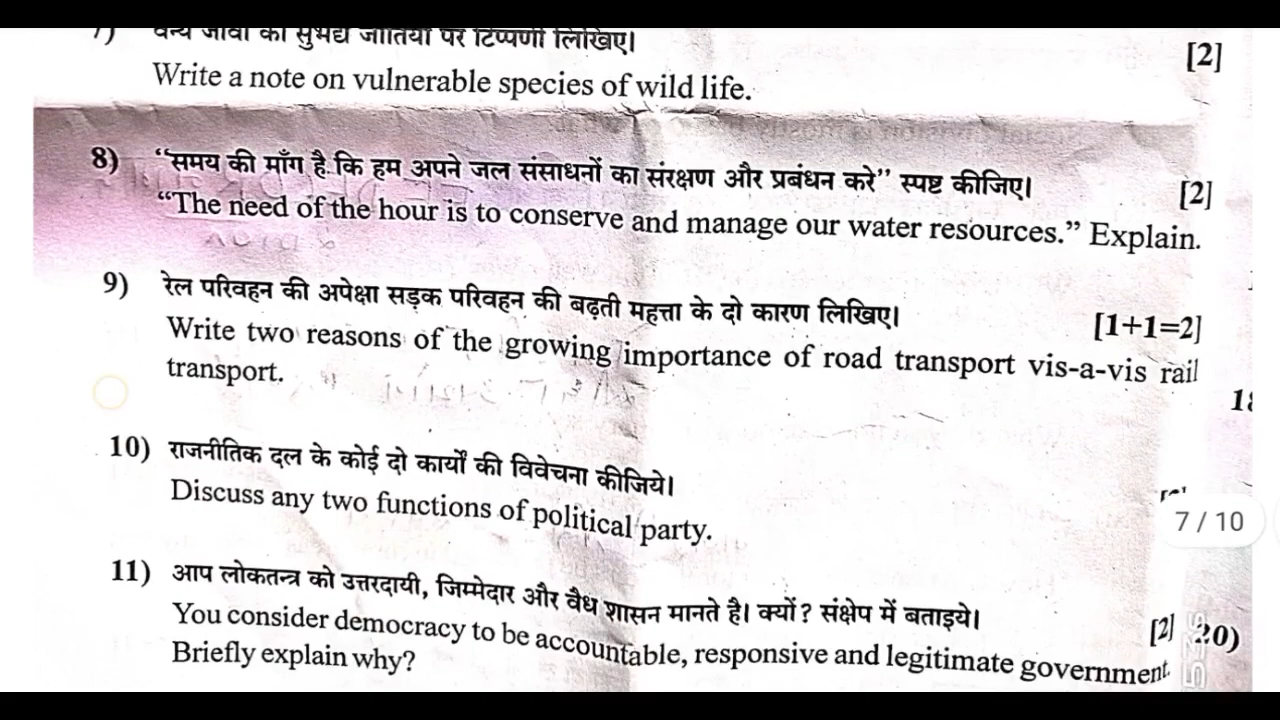 7) वन्य जीवों की सुभेद्य जातियों पर टिप्पणी लिखिए।
[2]
Write a note on vulnerable species of wild life.
8) “समय की माँग है कि हम अपने जल संसाधनों का संरक्षण और प्रबंधन करे” स्पष्ट कीजिए।
[2]
“The need of the hour is to conserve and manage our water resources.” Explain.
9) रेल परिवहन की अपेक्षा सड़क परिवहन की बढ़ती महत्ता के दो कारण लिखिए।
[1+1=2]
Write two reasons of the growing importance of road transport vis-a-vis rail
transport.
10) राजनीतिक दल के कोई दो कार्यों की विवेचना कीजिये।
Discuss any two functions of political party.
7 / 10
11) आप लोकतन्त्र को उत्तरदायी, जिम्मेदार और वैध शासन मानते है। क्यों? संक्षेप में बताइये।
[2]
20)
You consider democracy to be accountable, responsive and legitimate government.
Briefly explain why?